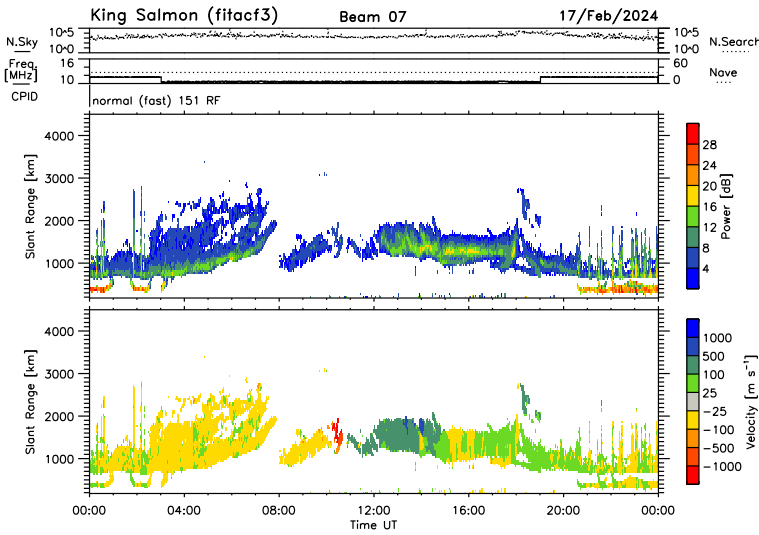 King Salmon (fitacf3) Beam 07 17/Feb/2024
N.Sky 10^5 10^0 10^5 10^0 N.Search
Freq. [MHz] 16 10 60 0 Nave
CPID normal (fast) 151 RF
Slant Range [km]
4000
3000
2000
1000
28
24
20
16
12
8
4
Power [dB]
Slant Range [km]
4000
3000
2000
1000
1000
500
100
25
-25
-100
-500
-1000
Velocity [m s⁻¹]
00:00 04:00 08:00 12:00 16:00 20:00 00:00
Time UT